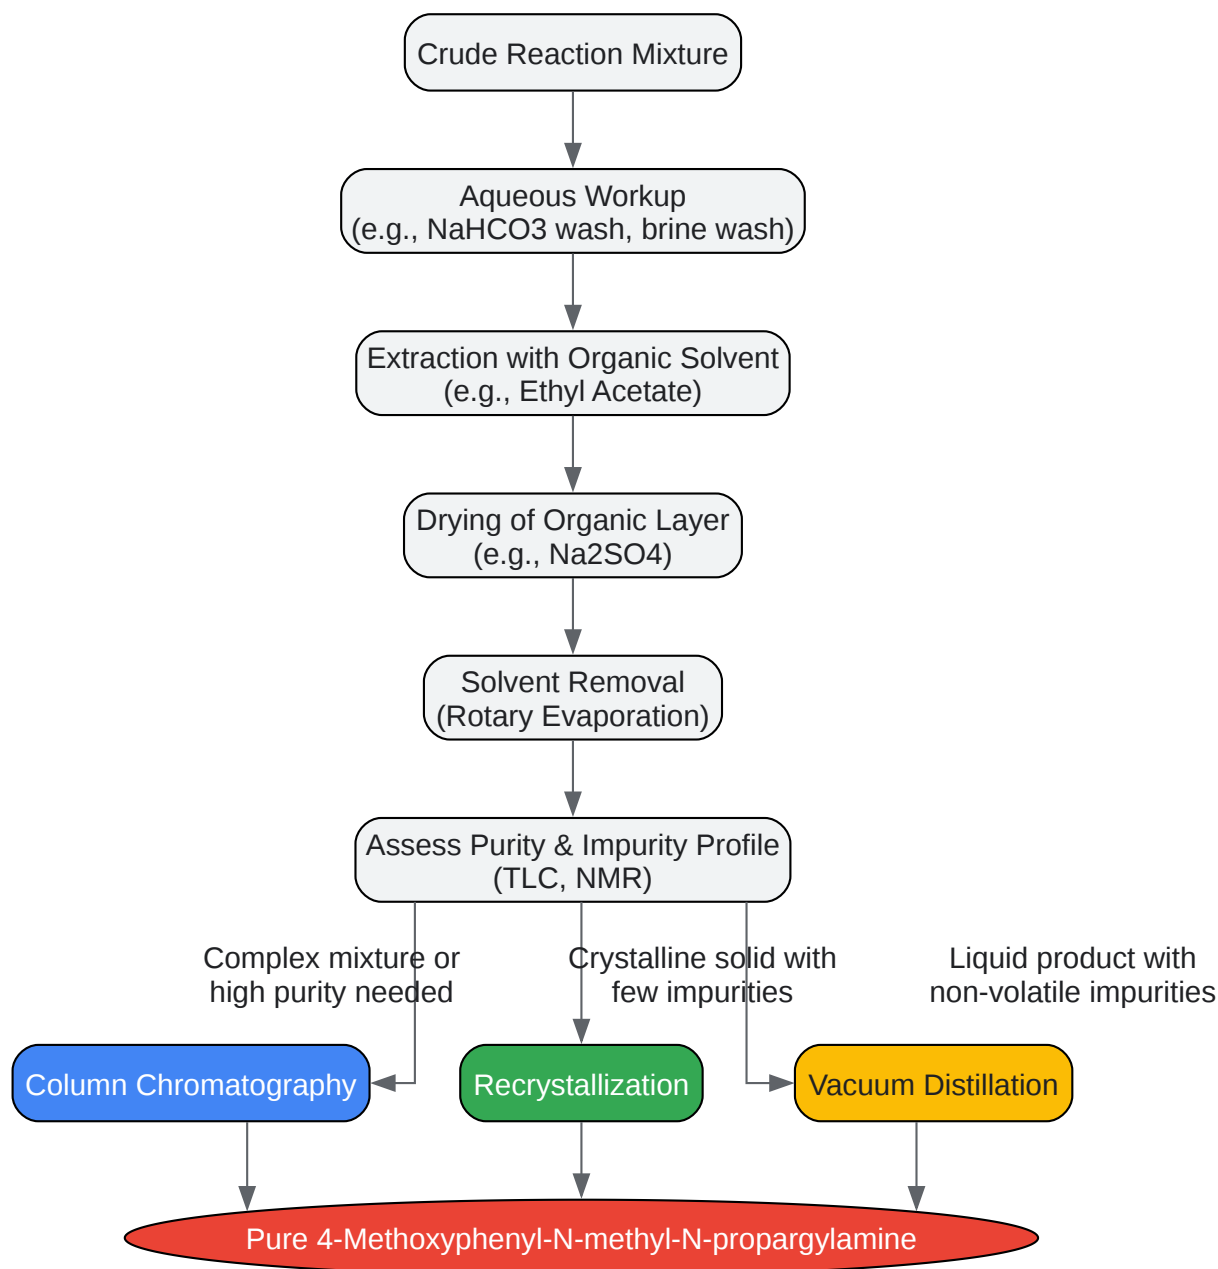 Crude Reaction Mixture
Aqueous Workup
(e.g., NaHCO3 wash, brine wash)
Extraction with Organic Solvent
(e.g., Ethyl Acetate)
Drying of Organic Layer
(e.g., Na2SO4)
Solvent Removal
(Rotary Evaporation)
Assess Purity & Impurity Profile
(TLC, NMR)
Complex mixture or
high purity needed
Crystalline solid with
few impurities
Liquid product with
non-volatile impurities
Column Chromatography
Recrystallization
Vacuum Distillation
Pure 4-Methoxyphenyl-N-methyl-N-propargylamine